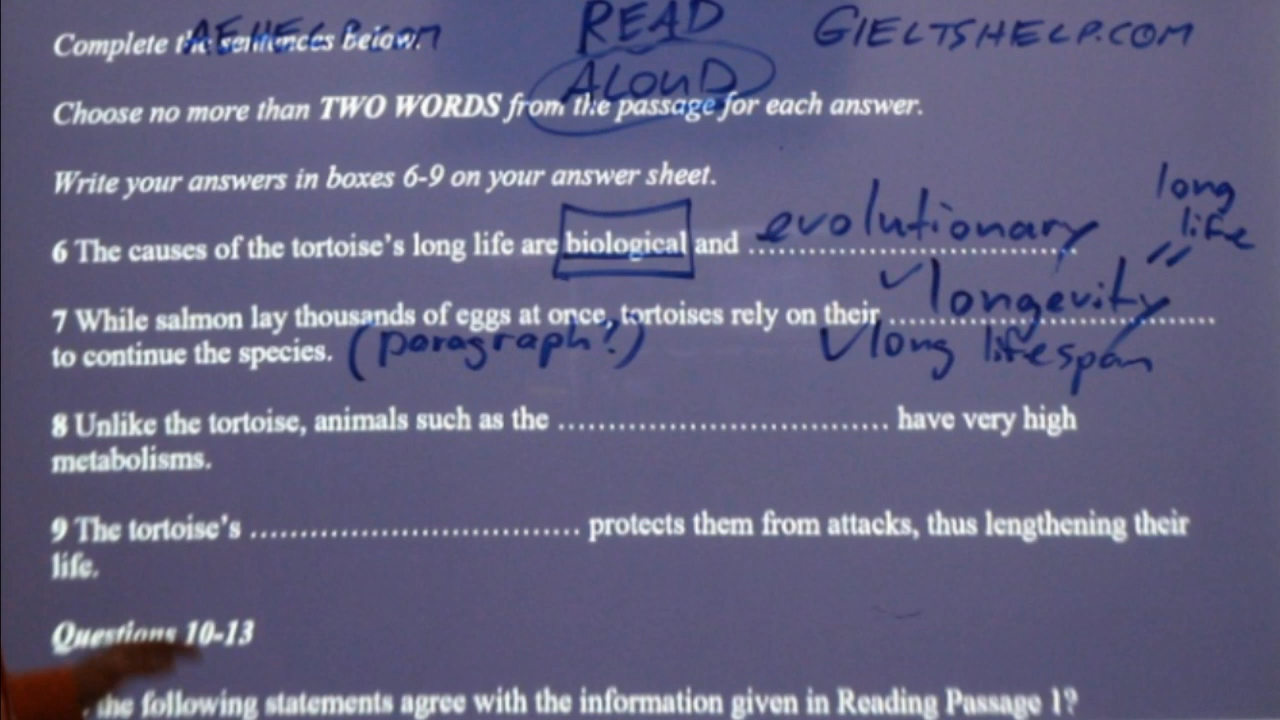 AEHELP.COM READ GIELTSHELP.COM
Complete the sentences below.
ALOUD
Choose no more than TWO WORDS from the passage for each answer.
Write your answers in boxes 6-9 on your answer sheet.
long
life
6 The causes of the tortoise's long life are biological and ................................ evolutionary
7 While salmon lay thousands of eggs at once, tortoises rely on their ................................ longevity
to continue the species. (paragraph?) long lifespan
8 Unlike the tortoise, animals such as the ................................ have very high
metabolisms.
9 The tortoise's ................................ protects them from attacks, thus lengthening their
life.
Questions 10-13
the following statements agree with the information given in Reading Passage 1?